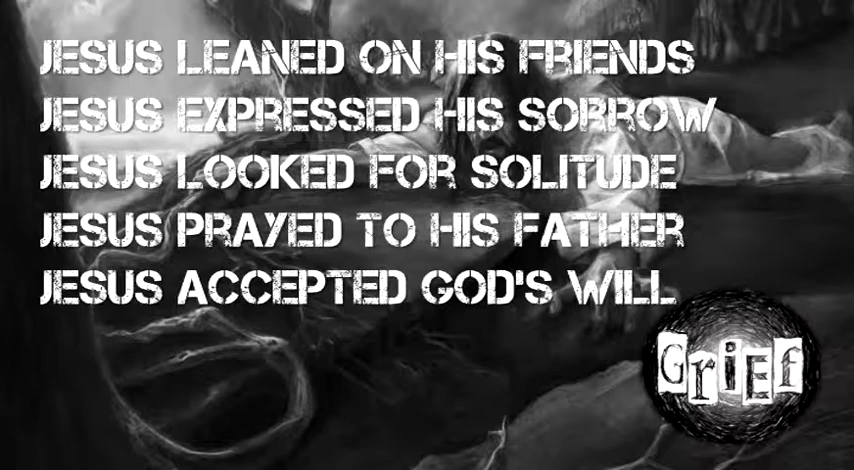 JESUS LEANED ON HIS FRIENDS
JESUS EXPRESSED HIS SORROW
JESUS LOOKED FOR SOLITUDE
JESUS PRAYED TO HIS FATHER
JESUS ACCEPTED GOD'S WILL
GriEf